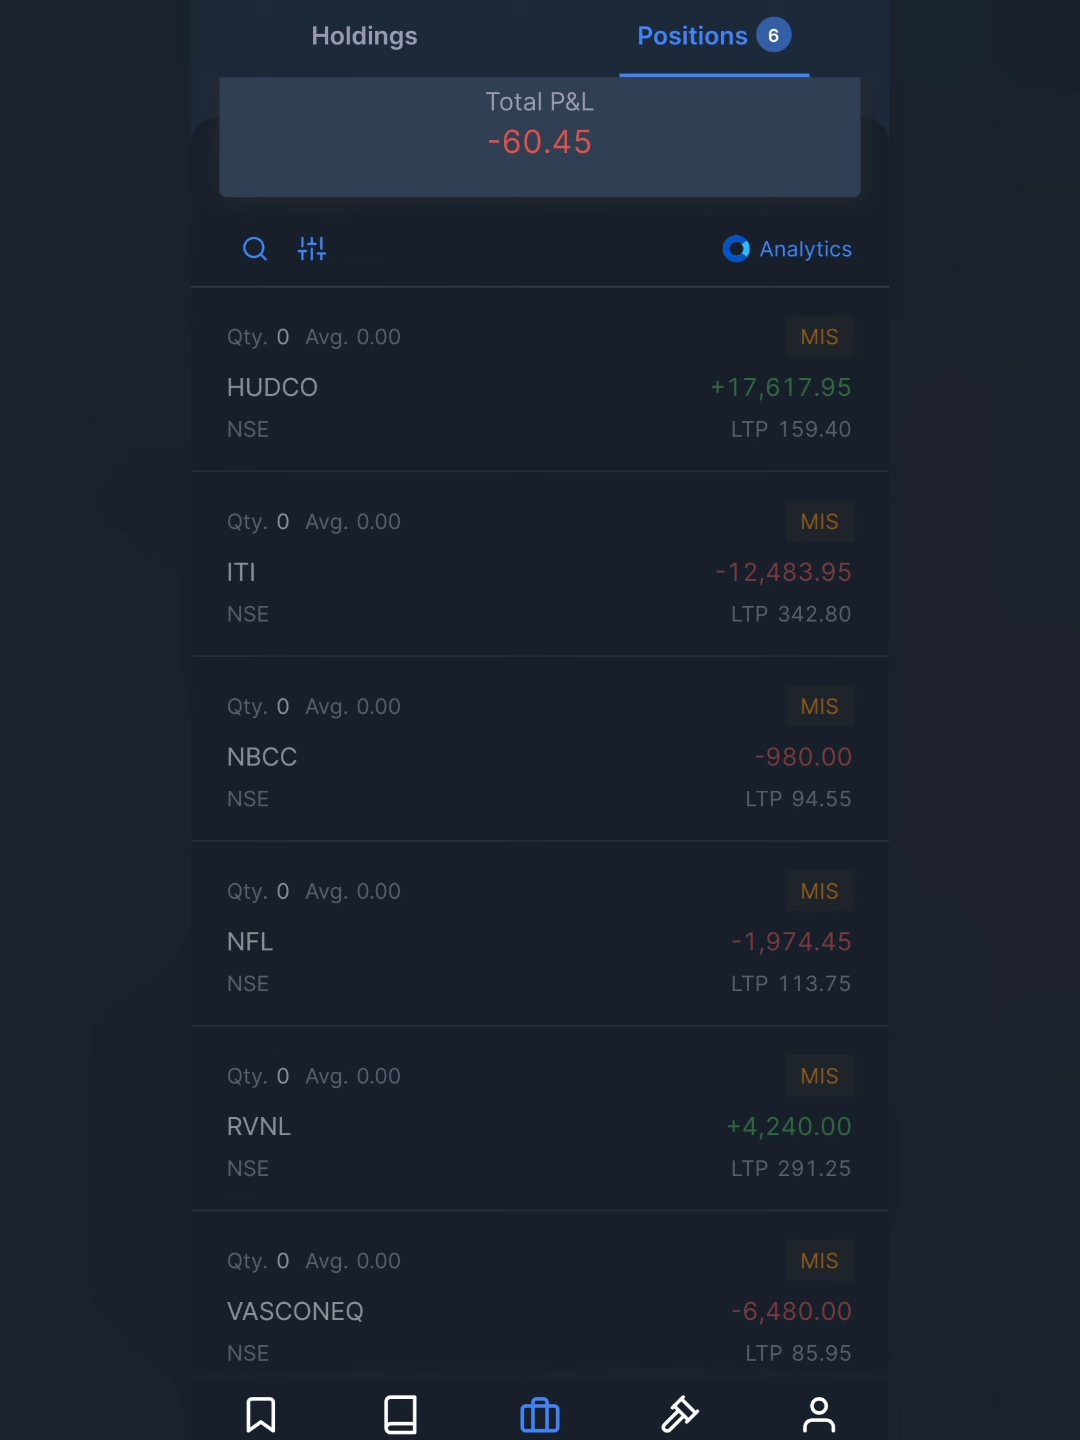 Holdings
Positions 6
Total P&L
-60.45
Analytics
Qty. 0 Avg. 0.00 MIS
HUDCO +17,617.95
NSE LTP 159.40
Qty. 0 Avg. 0.00 MIS
ITI -12,483.95
NSE LTP 342.80
Qty. 0 Avg. 0.00 MIS
NBCC -980.00
NSE LTP 94.55
Qty. 0 Avg. 0.00 MIS
NFL -1,974.45
NSE LTP 113.75
Qty. 0 Avg. 0.00 MIS
RVNL +4,240.00
NSE LTP 291.25
Qty. 0 Avg. 0.00 MIS
VASCONEQ -6,480.00
NSE LTP 85.95